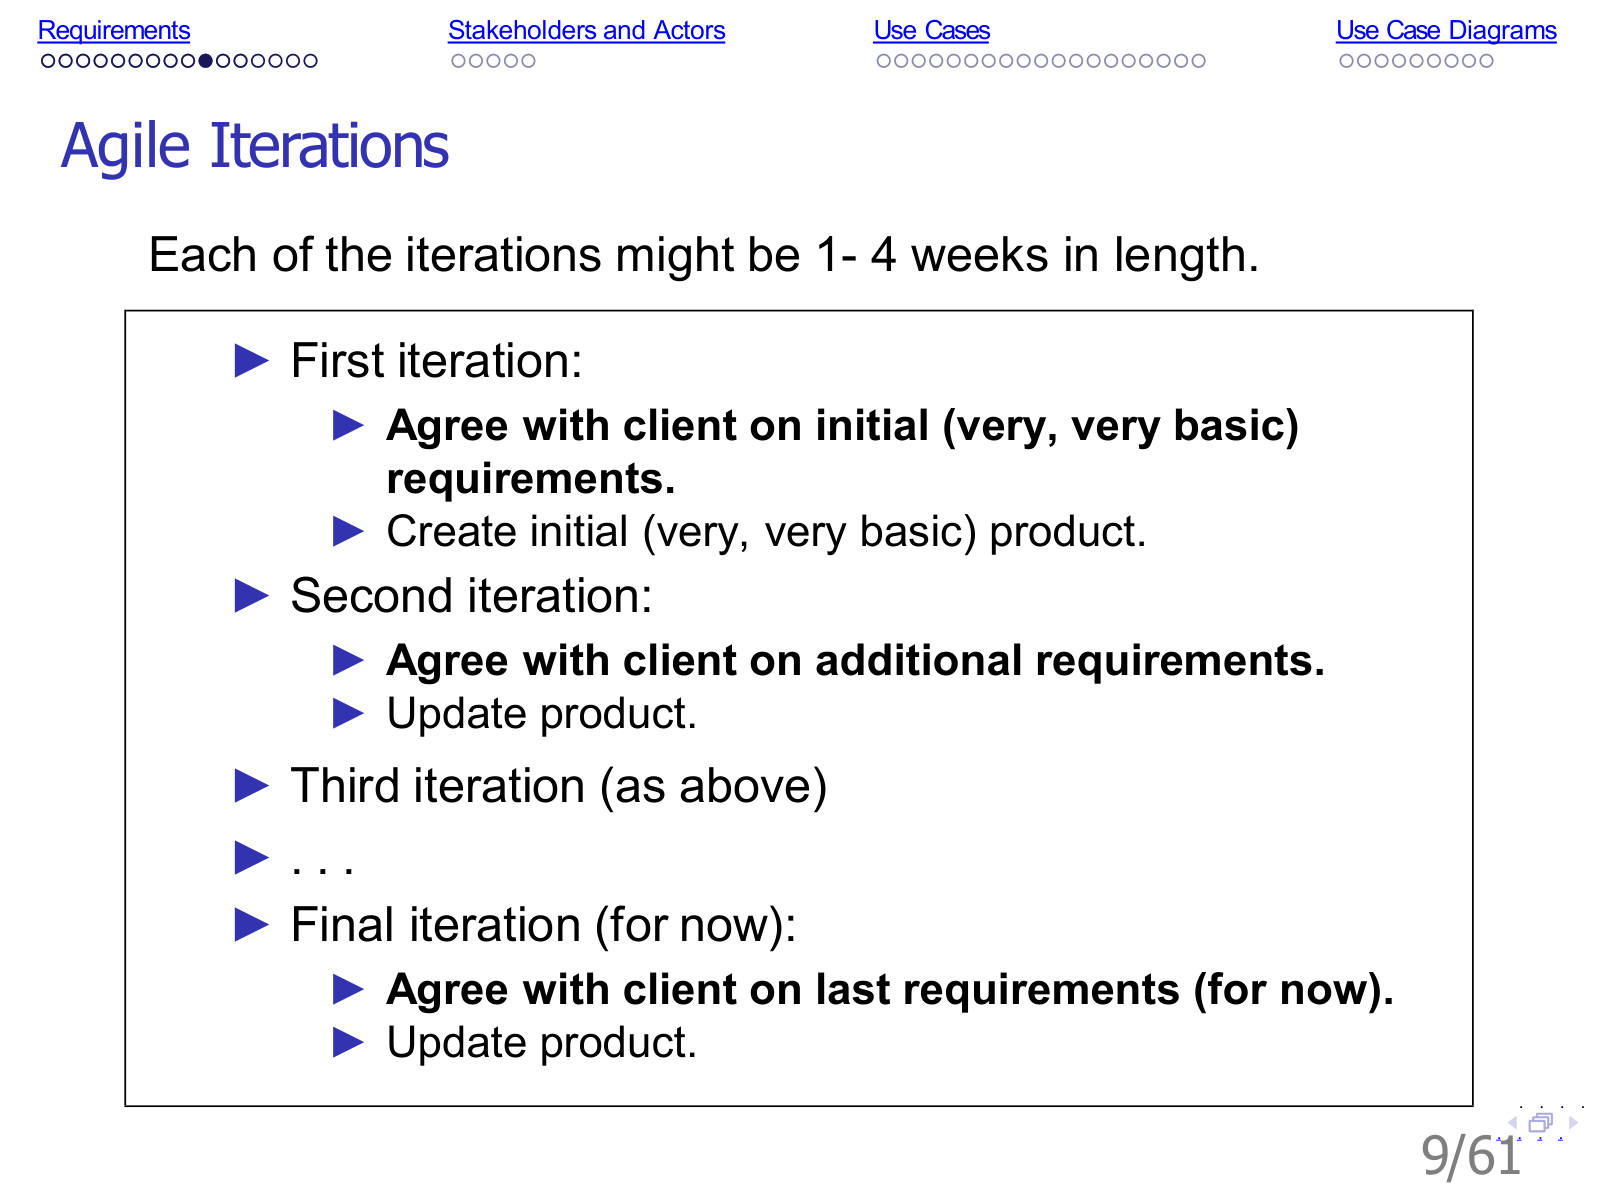 Requirements
Stakeholders and Actors
Use Cases
Use Case Diagrams
Agile Iterations
Each of the iterations might be 1- 4 weeks in length.
First iteration:
Agree with client on initial (very, very basic)
requirements.
Create initial (very, very basic) product.
Second iteration:
Agree with client on additional requirements.
Update product.
Third iteration (as above)
. . .
Final iteration (for now):
Agree with client on last requirements (for now).
Update product.
9/61